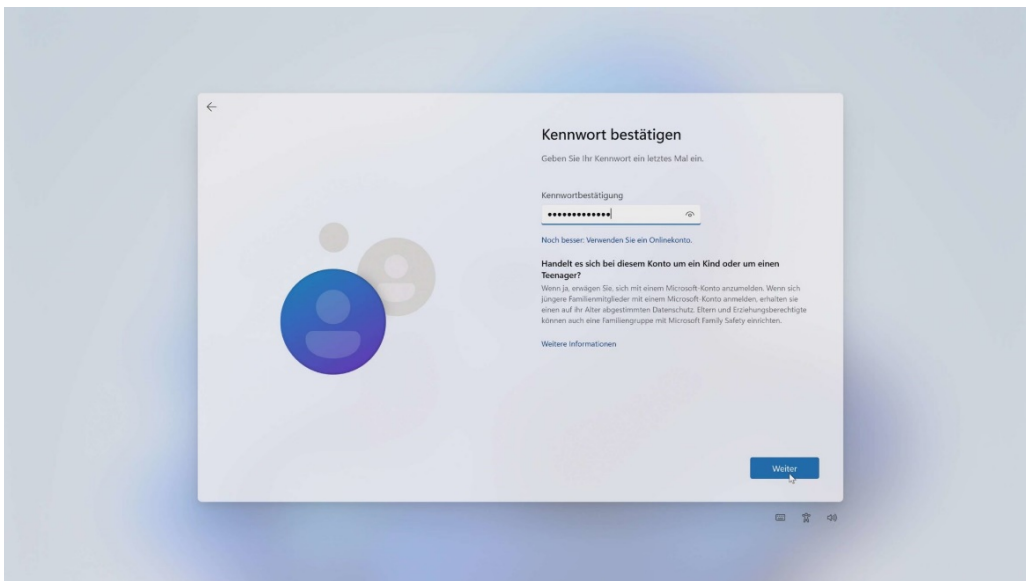 Kennwort bestätigen
Geben Sie Ihr Kennwort ein letztes Mal ein.
Kennwortbestätigung
•••••••••••••
Noch besser: Verwenden Sie ein Onlinekonto.
Handelt es sich bei diesem Konto um ein Kind oder um einen
Teenager?
Wenn ja, erwägen Sie, sich mit einem Microsoft-Konto anzumelden. Wenn sich
jüngere Familienmitglieder mit einem Microsoft-Konto anmelden, erhalten sie
einen auf ihr Alter abgestimmten Datenschutz. Eltern und Erziehungsberechtigte
können auch eine Familiengruppe mit Microsoft Family Safety einrichten.
Weitere Informationen
Weiter